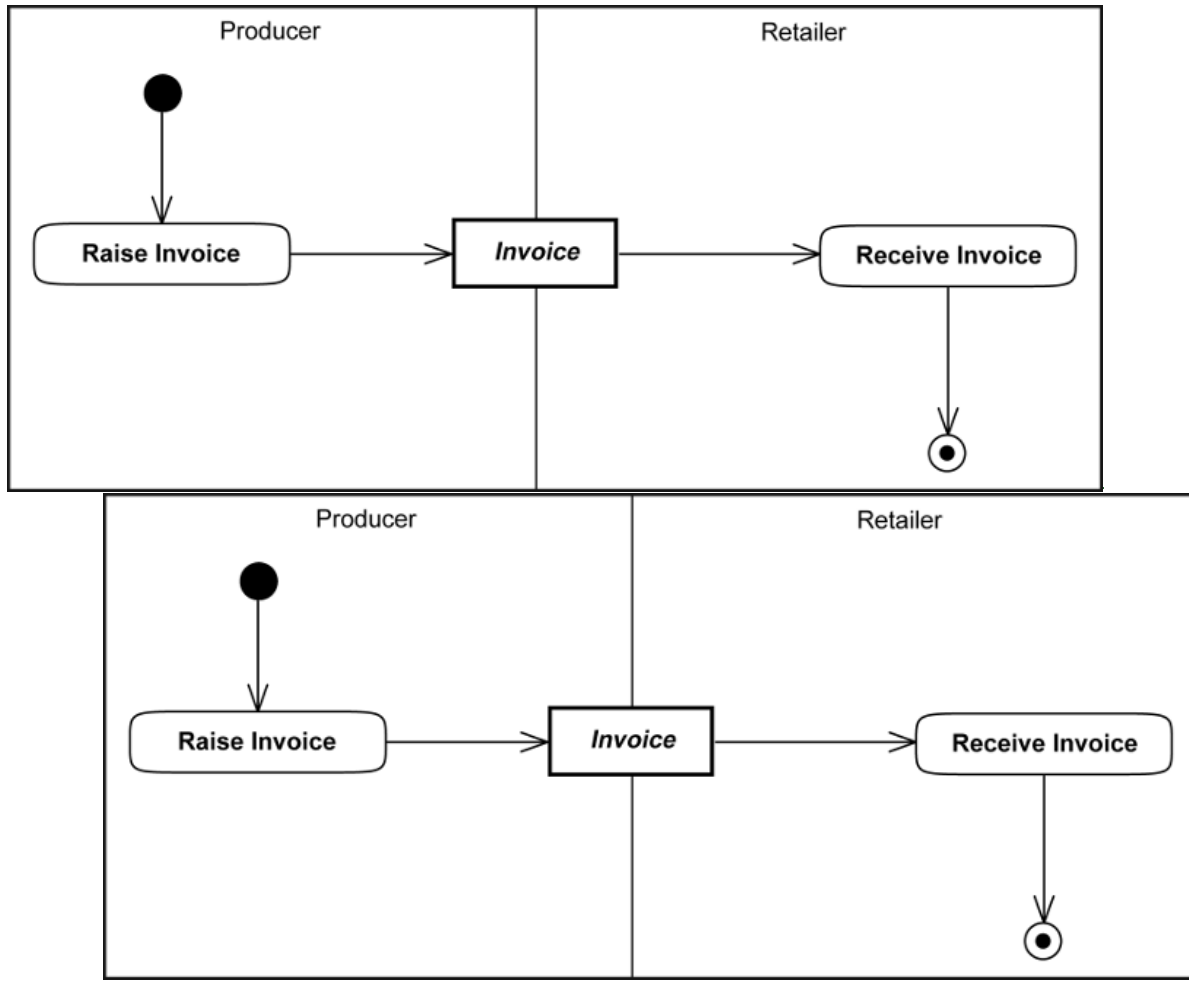 Producer
Retailer
Raise Invoice
Invoice
Receive Invoice
Producer
Retailer
Raise Invoice
Invoice
Receive Invoice